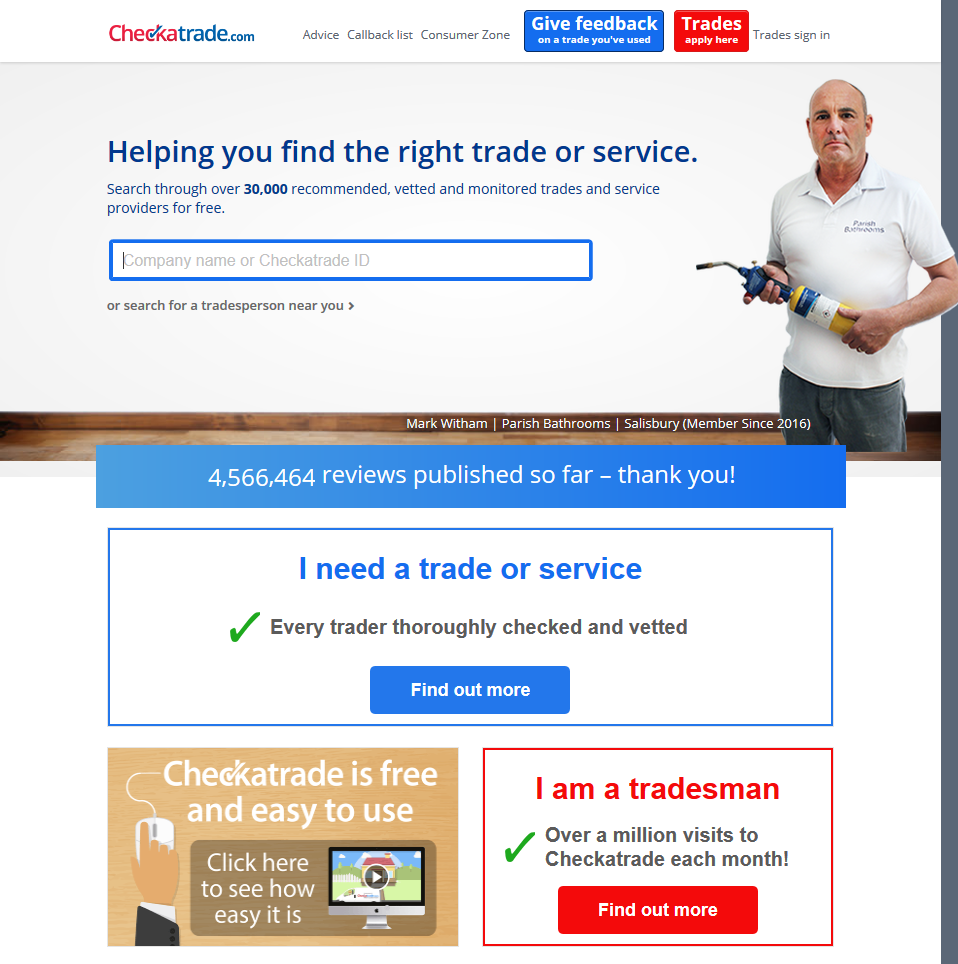 Checkatrade.com
Advice Callback list Consumer Zone
Give feedback
on a trade you've used
Trades
apply here
Trades sign in
Helping you find the right trade or service.
Search through over 30,000 recommended, vetted and monitored trades and service
providers for free.
Company name or Checkatrade ID
or search for a tradesperson near you
Parish
Bathrooms
Mark Witham | Parish Bathrooms | Salisbury (Member Since 2016)
4,566,464 reviews published so far – thank you!
I need a trade or service
Every trader thoroughly checked and vetted
Find out more
Checkatrade is free
and easy to use
Click here
to see how
easy it is
I am a tradesman
Over a million visits to
Checkatrade each month!
Find out more